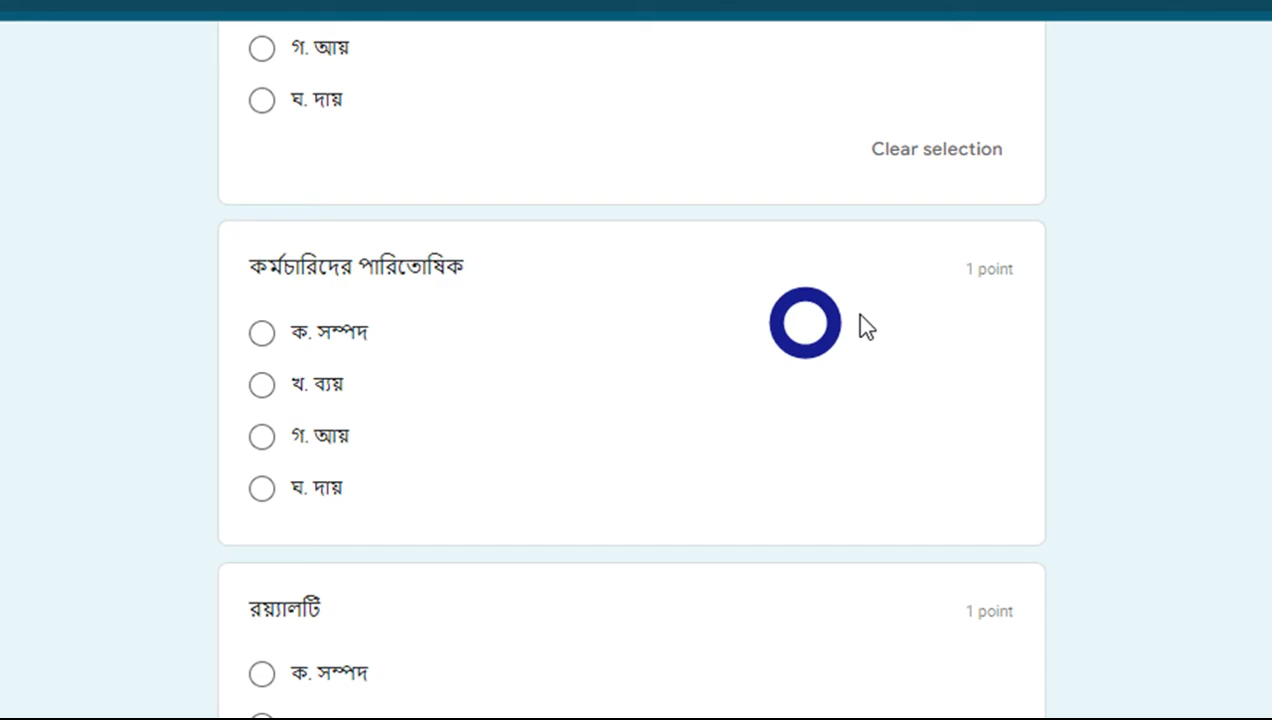 গ. আয়
ঘ. দায়
Clear selection
কর্মচারিদের পারিতোষিক
1 point
ক. সম্পদ
খ. ব্যয়
গ. আয়
ঘ. দায়
রয়্যালটি
1 point
ক. সম্পদ